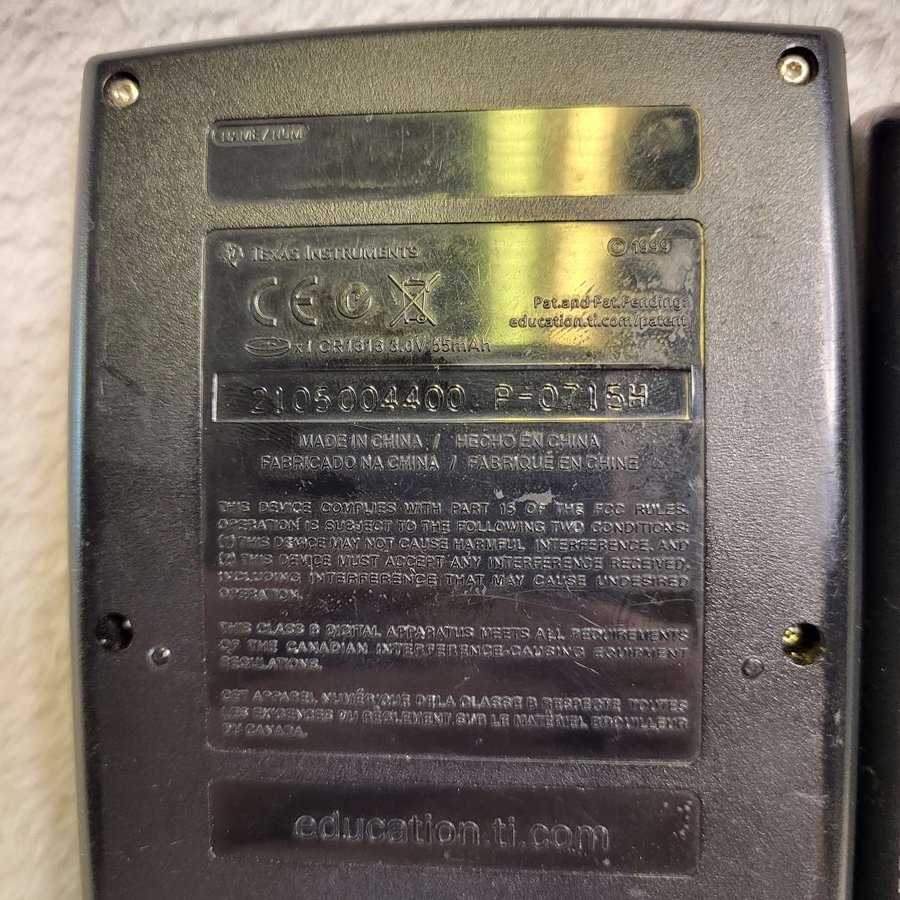 NAME / NUM
TEXAS INSTRUMENTS © 1999
CE
Pat.and Pat.Pending:
education.ti.com/patent
x1 CR1616 3.0V 55mAh
2105004400 P-0715H
MADE IN CHINA / HECHO EN CHINA
FABRICADO NA CHINA / FABRIQUÉ EN CHINE
THIS DEVICE COMPLIES WITH PART 15 OF THE FCC RULES.
OPERATION IS SUBJECT TO THE FOLLOWING TWO CONDITIONS:
(1) THIS DEVICE MAY NOT CAUSE HARMFUL INTERFERENCE, AND
(2) THIS DEVICE MUST ACCEPT ANY INTERFERENCE RECEIVED,
INCLUDING INTERFERENCE THAT MAY CAUSE UNDESIRED
OPERATION.
THIS CLASS B DIGITAL APPARATUS MEETS ALL REQUIREMENTS
OF THE CANADIAN INTERFERENCE-CAUSING EQUIPMENT
REGULATIONS.
CET APPAREIL NUMÉRIQUE DE LA CLASSE B RESPECTE TOUTES
LES EXIGENCES DU RÈGLEMENT SUR LE MATÉRIEL BROUILLEUR
DU CANADA.
education.ti.com